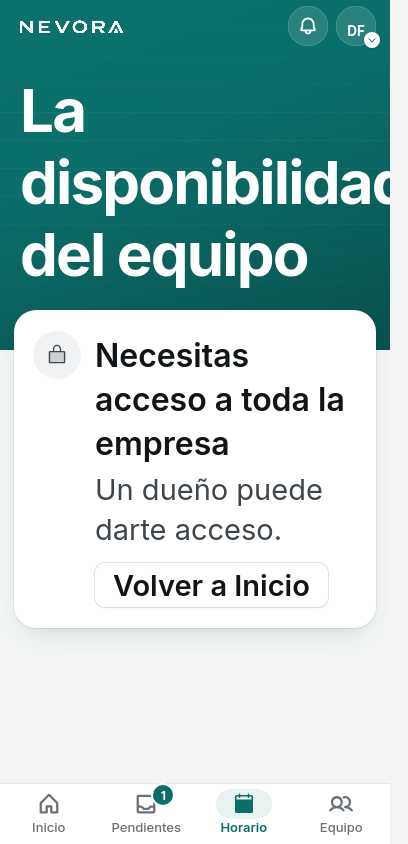 NEVORA
DF
La
disponibilidad
del equipo
Necesitas
acceso a toda la
empresa
Un dueño puede
darte acceso.
Volver a Inicio
1
Inicio
Pendientes
Horario
Equipo